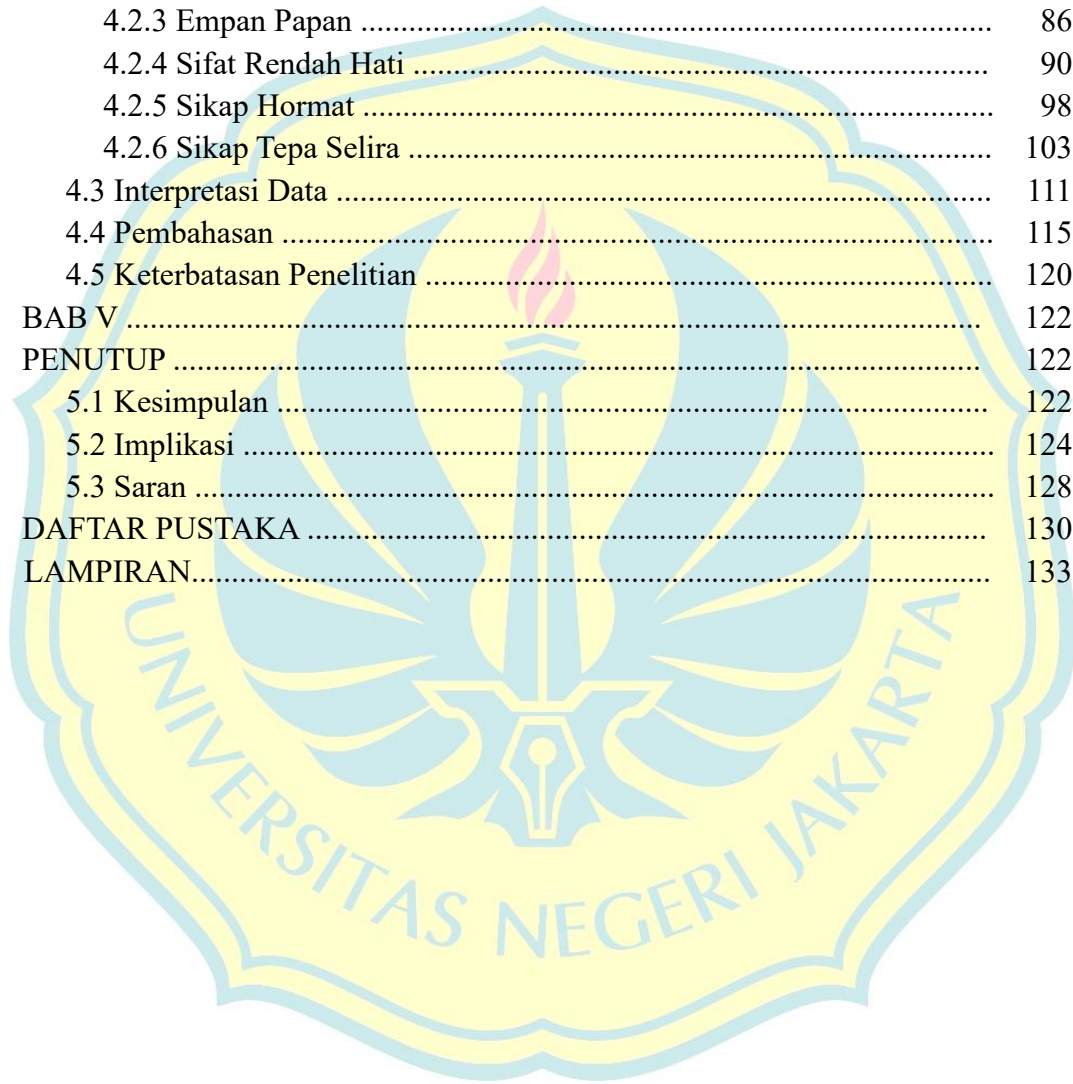 4.2.3 Empan Papan ........................................................................................... 86
4.2.4 Sifat Rendah Hati ................................................................................... 90
4.2.5 Sikap Hormat .......................................................................................... 98
4.2.6 Sikap Tepa Selira .................................................................................... 103
4.3 Interpretasi Data ............................................................................................. 111
4.4 Pembahasan .................................................................................................... 115
4.5 Keterbatasan Penelitian .................................................................................. 120
BAB V .................................................................................................................. 122
PENUTUP ............................................................................................................ 122
5.1 Kesimpulan ..................................................................................................... 122
5.2 Implikasi ......................................................................................................... 124
5.3 Saran ............................................................................................................... 128
DAFTAR PUSTAKA ........................................................................................... 130
LAMPIRAN.......................................................................................................... 133
UNIVERSITAS NEGERI JAKARTA